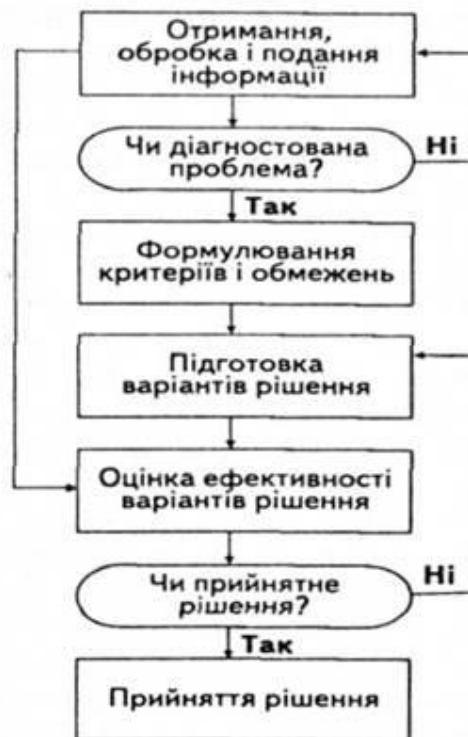 Отримання,
обробка і подання
інформації
Чи діагностована
проблема?
Ні
Так
Формулювання
критеріїв і обмежень
Підготовка
варіантів рішення
Оцінка ефективності
варіантів рішення
Чи прийнятне
рішення?
Ні
Так
Прийняття рішення